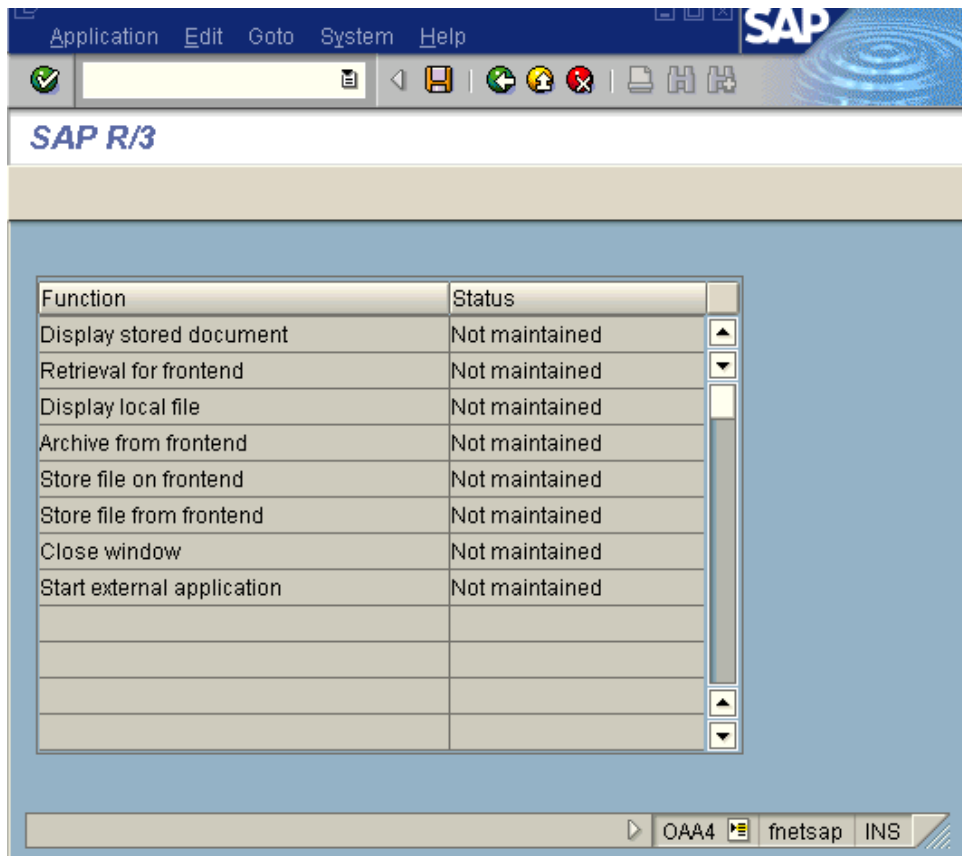 Application Edit Goto System Help
SAP
SAP R/3
Function Status
Display stored document Not maintained
Retrieval for frontend Not maintained
Display local file Not maintained
Archive from frontend Not maintained
Store file on frontend Not maintained
Store file from frontend Not maintained
Close window Not maintained
Start external application Not maintained
OAA4 fnetsap INS